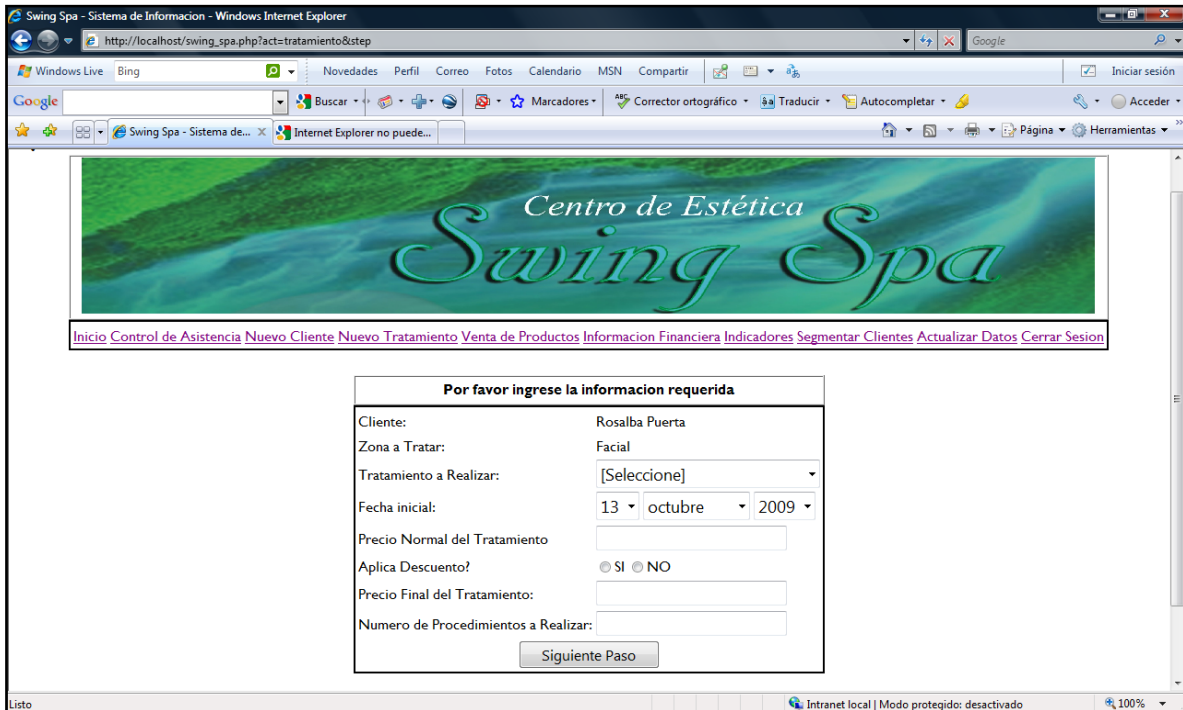 Swing Spa - Sistema de Informacion - Windows Internet Explorer
http://localhost/swing_spa.php?act=tratamiento&step
Google
Windows Live Bing Novedades Perfil Correo Fotos Calendario MSN Compartir Iniciar sesión
Google Buscar Marcadores ABC Corrector ortográfico Traducir Autocompletar Acceder
Swing Spa - Sistema de... X Internet Explorer no puede... Página Herramientas
Centro de Estética
Swing Spa
Inicio Control de Asistencia Nuevo Cliente Nuevo Tratamiento Venta de Productos Informacion Financiera Indicadores Segmentar Clientes Actualizar Datos Cerrar Sesion
Por favor ingrese la informacion requerida
Cliente: Rosalba Puerta
Zona a Tratar: Facial
Tratamiento a Realizar: [Seleccione]
Fecha inicial: 13 octubre 2009
Precio Normal del Tratamiento
Aplica Descuento? SI NO
Precio Final del Tratamiento:
Numero de Procedimientos a Realizar:
Siguiente Paso
Listo Intranet local | Modo protegido: desactivado 100%